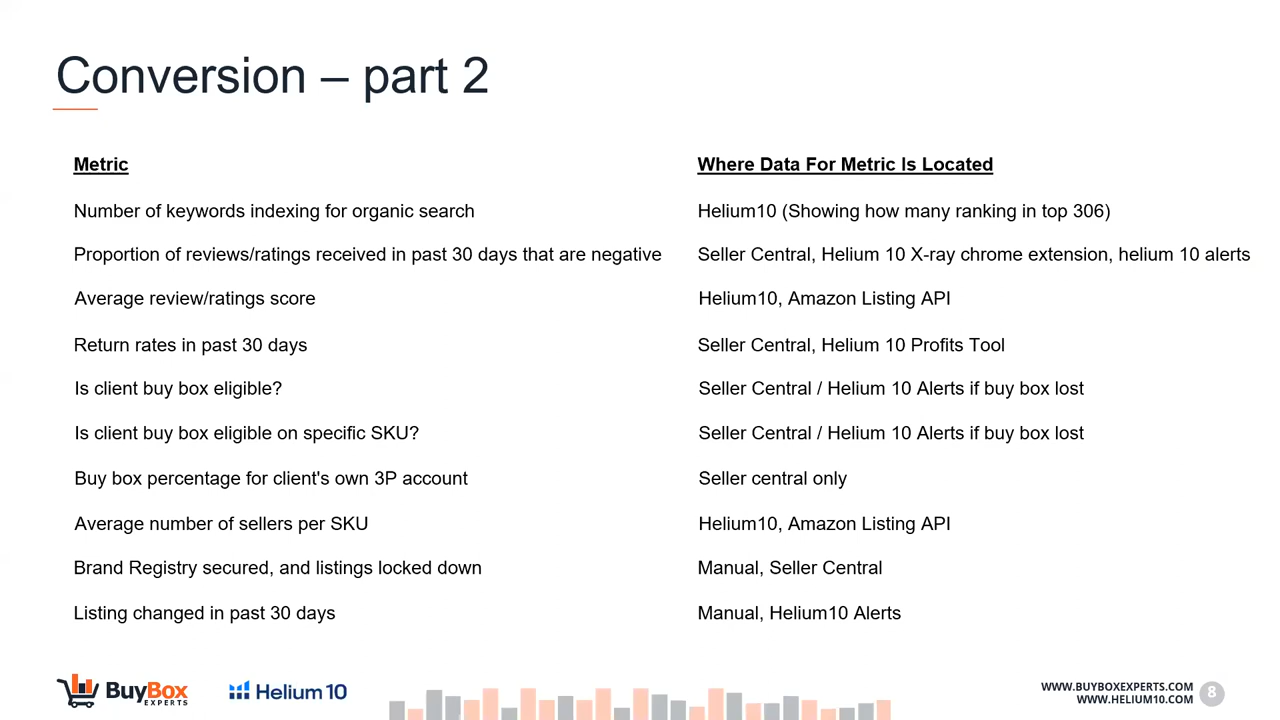 Conversion – part 2
Metric
Where Data For Metric Is Located
Number of keywords indexing for organic search
Helium10 (Showing how many ranking in top 306)
Proportion of reviews/ratings received in past 30 days that are negative
Seller Central, Helium 10 X-ray chrome extension, helium 10 alerts
Average review/ratings score
Helium10, Amazon Listing API
Return rates in past 30 days
Seller Central, Helium 10 Profits Tool
Is client buy box eligible?
Seller Central / Helium 10 Alerts if buy box lost
Is client buy box eligible on specific SKU?
Seller Central / Helium 10 Alerts if buy box lost
Buy box percentage for client's own 3P account
Seller central only
Average number of sellers per SKU
Helium10, Amazon Listing API
Brand Registry secured, and listings locked down
Manual, Seller Central
Listing changed in past 30 days
Manual, Helium10 Alerts
BuyBox
EXPERTS
Helium 10
WWW.BUYBOXEXPERTS.COM
WWW.HELIUM10.COM
8